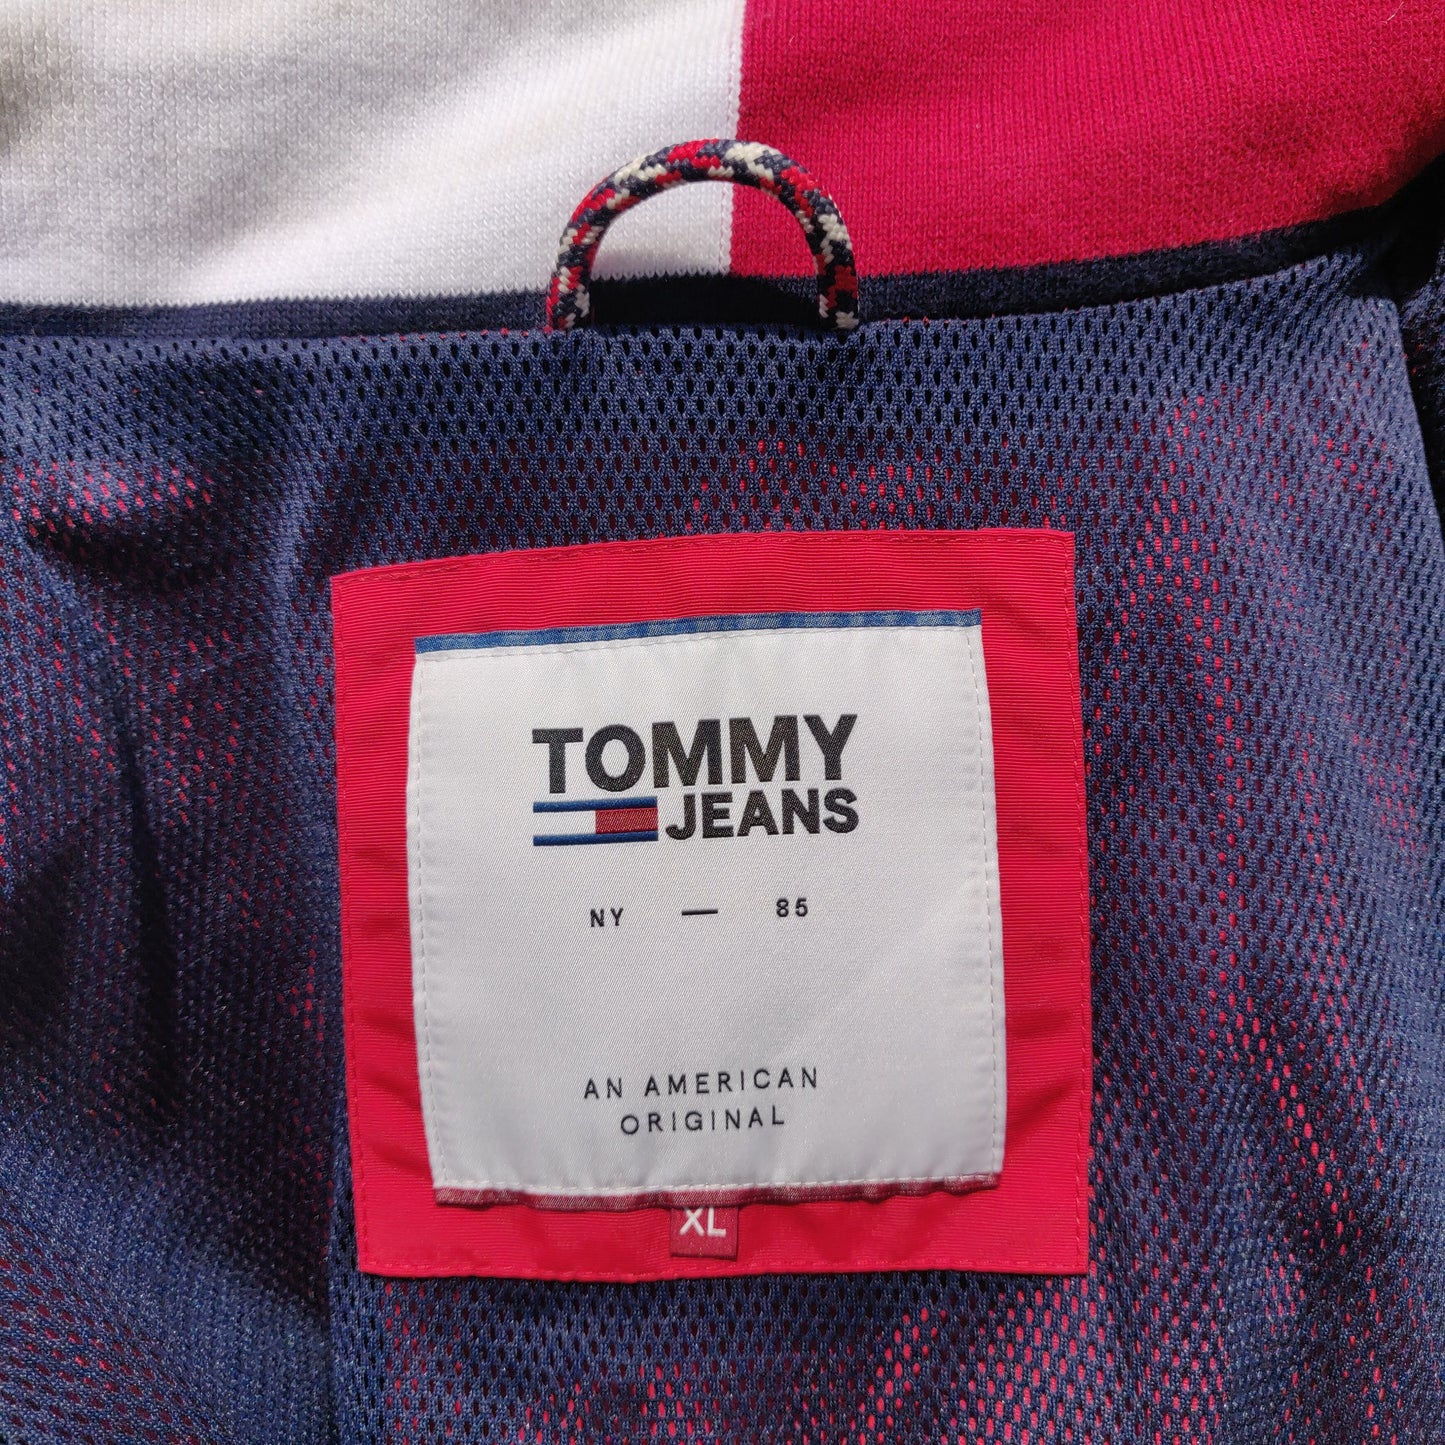 TOMMY
JEANS
NY — 85
AN AMERICAN
ORIGINAL
XL